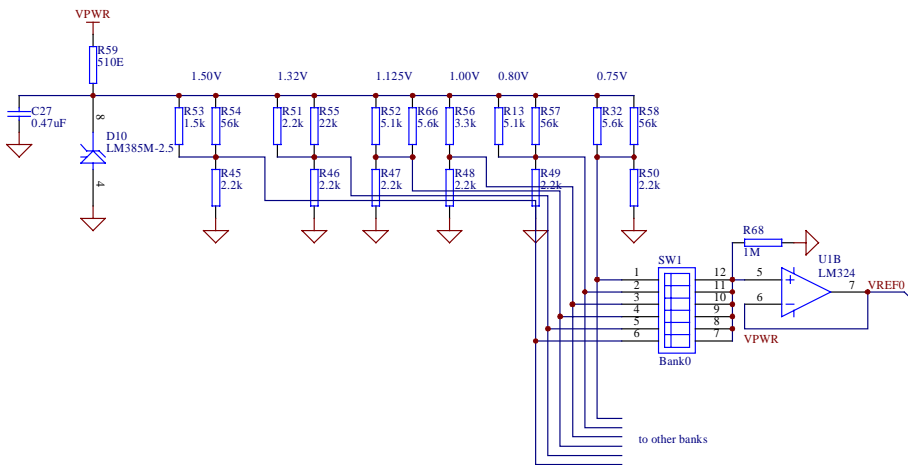 VPWR
R59
510E
1.50V
1.32V
1.125V
1.00V
0.80V
0.75V
C27
0.47uF
8
D10
LM385M-2.5
4
R53
1.5k
R54
56k
R51
2.2k
R55
22k
R52
5.1k
R66
5.6k
R56
3.3k
R13
5.1k
R57
56k
R32
5.6k
R58
56k
R45
2.2k
R46
2.2k
R47
2.2k
R48
2.2k
R49
2.2k
R50
2.2k
R68
1M
SW1
1
2
3
4
5
6
12
11
10
9
8
7
Bank0
U1B
LM324
5
6
7
VREF0
VPWR
to other banks